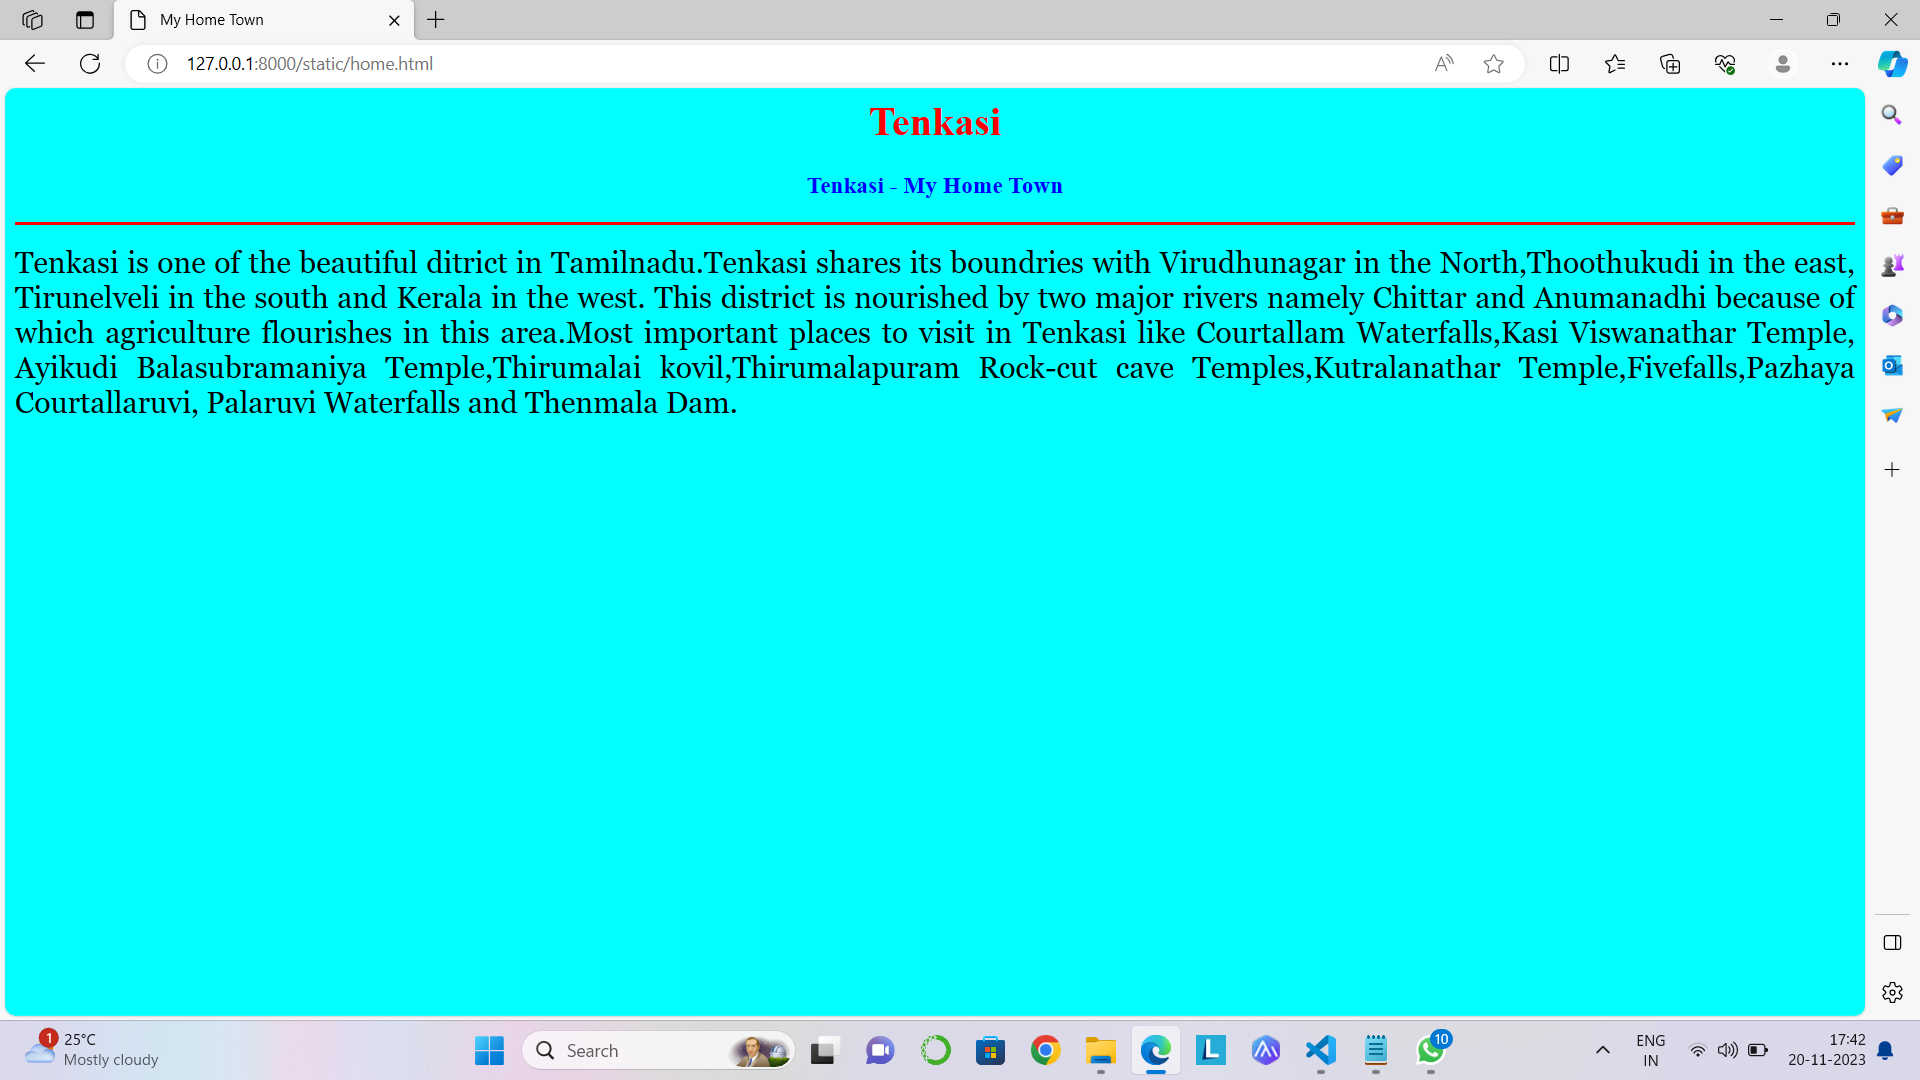 My Home Town
127.0.0.1:8000/static/home.html
Tenkasi
Tenkasi - My Home Town
Tenkasi is one of the beautiful ditrict in Tamilnadu.Tenkasi shares its boundries with Virudhunagar in the North,Thoothukudi in the east,
Tirunelveli in the south and Kerala in the west. This district is nourished by two major rivers namely Chittar and Anumanadhi because of
which agriculture flourishes in this area.Most important places to visit in Tenkasi like Courtallam Waterfalls,Kasi Viswanathar Temple,
Ayikudi Balasubramaniya Temple,Thirumalai kovil,Thirumalapuram Rock-cut cave Temples,Kutralanathar Temple,Fivefalls,Pazhaya
Courtallaruvi, Palaruvi Waterfalls and Thenmala Dam.
1
25°C
Mostly cloudy
Search
L
10
ENG
IN
17:42
20-11-2023